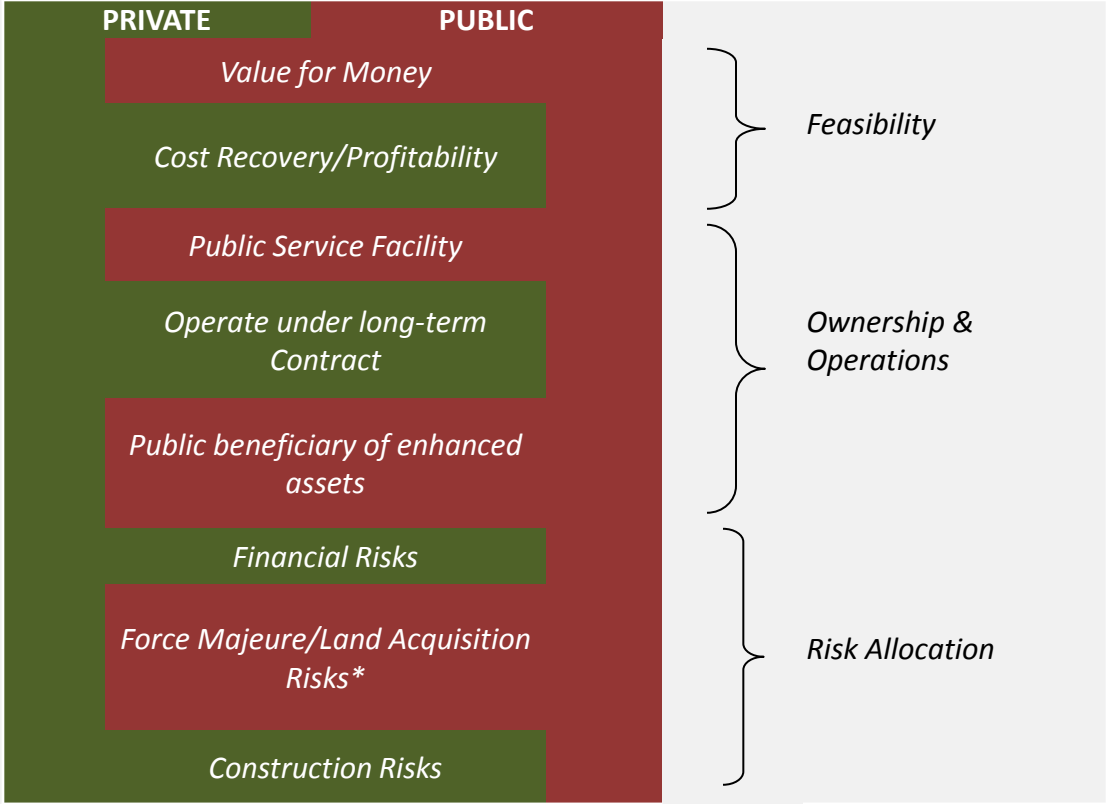 PRIVATE PUBLIC
Value for Money
Cost Recovery/Profitability
Feasibility
Public Service Facility
Operate under long-term
Contract
Public beneficiary of enhanced
assets
Ownership &
Operations
Financial Risks
Force Majeure/Land Acquisition
Risks*
Construction Risks
Risk Allocation